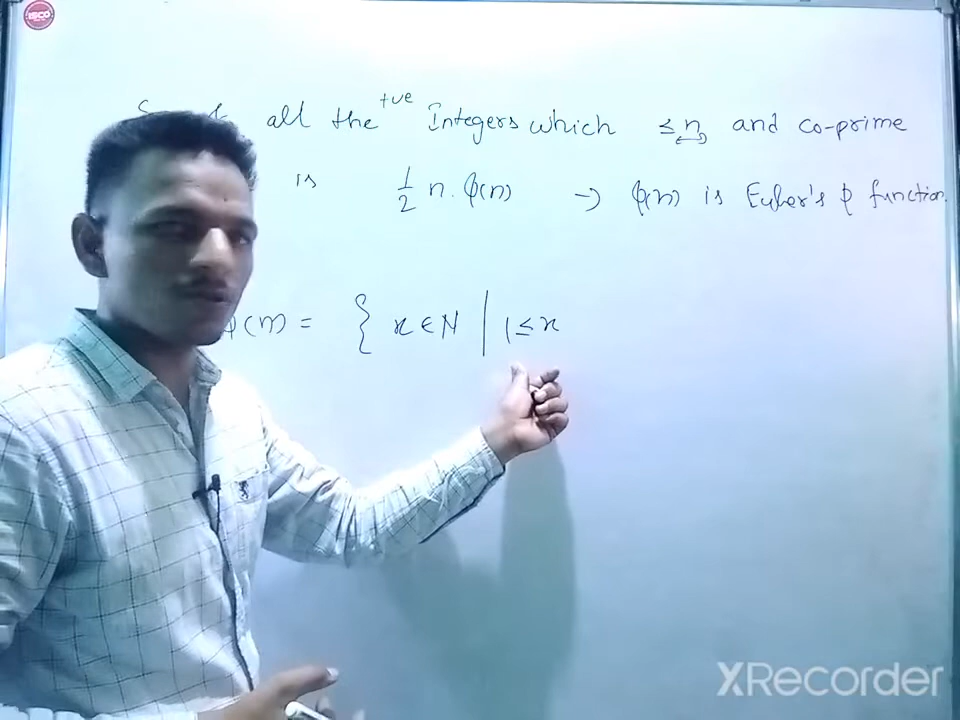 all the +ve Integers which ≤ n and co-prime
is 1/2 n. φ(n) → φ(n) is Euler's φ function.
φ(n) = { x ∈ N | 1 ≤ x
XRecorder